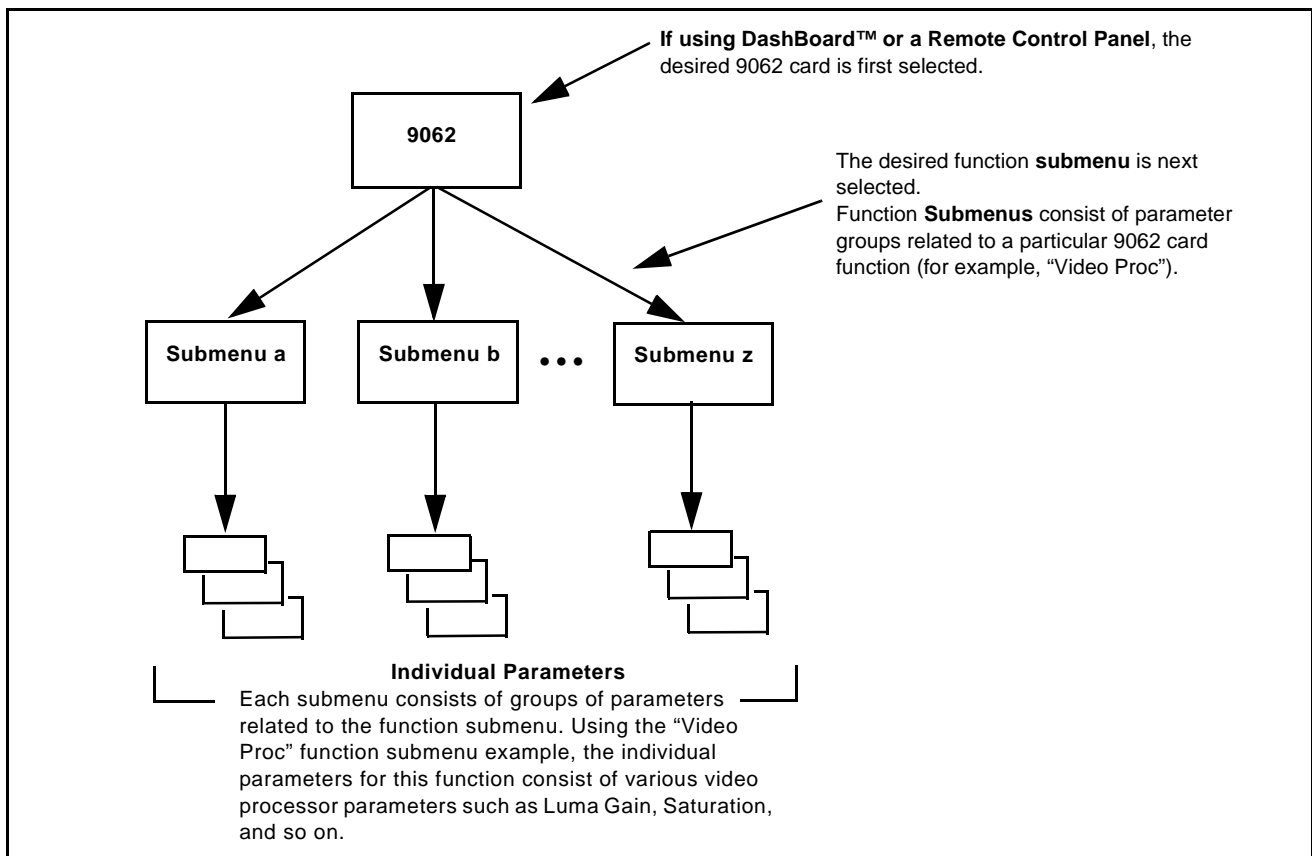 If using DashBoard™ or a Remote Control Panel, the
desired 9062 card is first selected.
9062
The desired function submenu is next
selected.
Function Submenus consist of parameter
groups related to a particular 9062 card
function (for example, “Video Proc”).
Submenu a
Submenu b
•••
Submenu z
Individual Parameters
Each submenu consists of groups of parameters
related to the function submenu. Using the “Video
Proc” function submenu example, the individual
parameters for this function consist of various video
processor parameters such as Luma Gain, Saturation,
and so on.